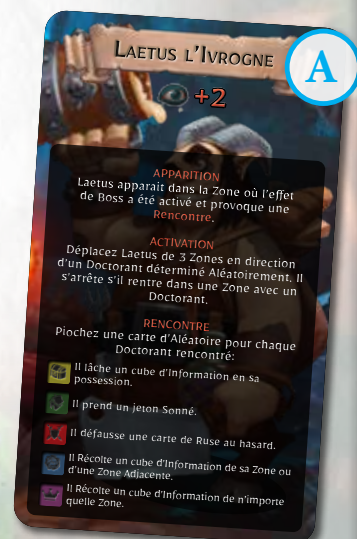 LAETUS L'IVROGNE
A
+2
APPARITION
Laetus apparait dans la Zone où l'effet
de Boss a été activé et provoque une
Rencontre.
ACTIVATION
Déplacez Laetus de 3 Zones en direction
d'un Doctorant déterminé Aléatoirement. Il
s'arrête s'il rentre dans une Zone avec un
Doctorant.
RENCONTRE
Piochez une carte d'Aléatoire pour chaque
Doctorant rencontré:
Il lâche un cube d'Information en sa
possession.
Il prend un jeton Sonné.
Il défausse une carte de Ruse au hasard.
Il Récolte un cube d'Information de sa Zone ou
d'une Zone Adjacente.
Il Récolte un cube d'Information de n'importe
quelle Zone.